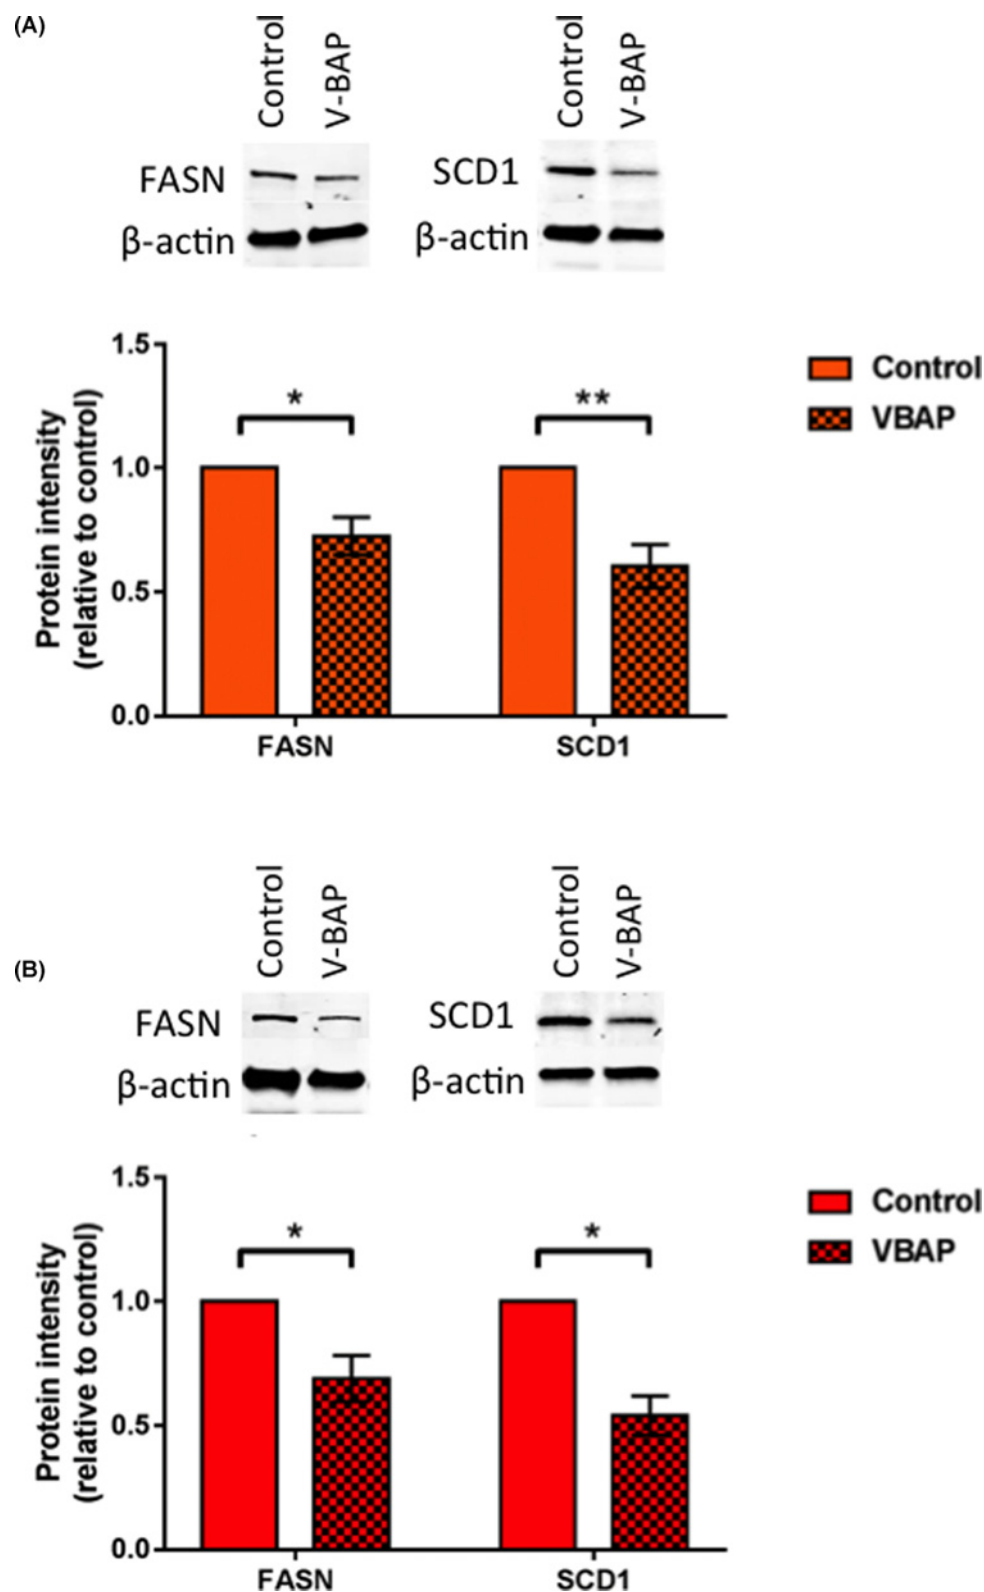 (A)
Control V-BAP Control V-BAP
FASN SCD1
β-actin β-actin
1.5
* **
1.0
0.5
0.0
Protein intensity
(relative to control)
Control
VBAP
FASN SCD1
(B)
Control V-BAP Control V-BAP
FASN SCD1
β-actin β-actin
1.5
* *
1.0
0.5
0.0
Protein intensity
(relative to control)
Control
VBAP
FASN SCD1